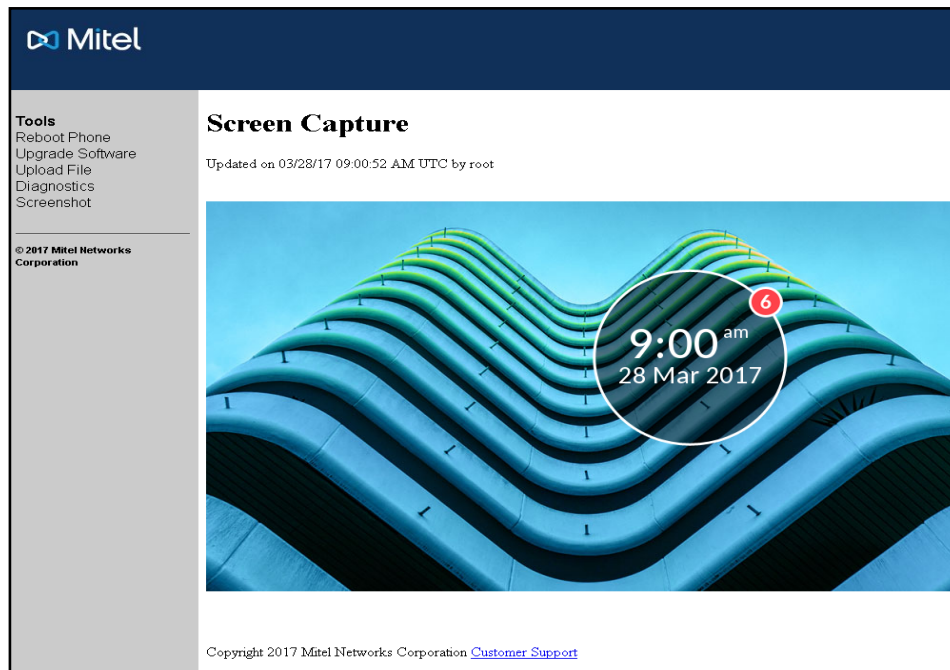 Mitel
Tools
Reboot Phone
Upgrade Software
Upload File
Diagnostics
Screenshot
© 2017 Mitel Networks
Corporation
Screen Capture
Updated on 03/28/17 09:00:52 AM UTC by root
6
9:00 am
28 Mar 2017
Copyright 2017 Mitel Networks Corporation Customer Support